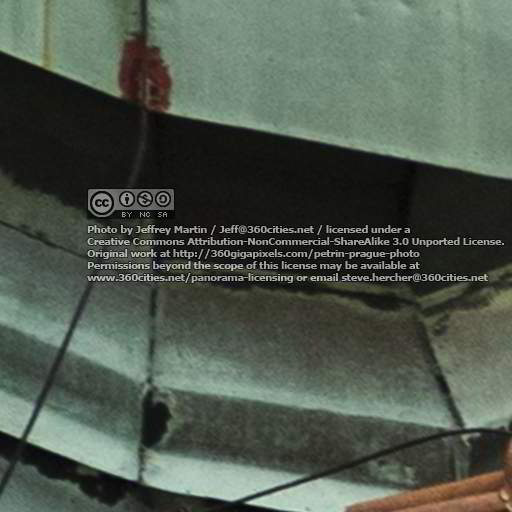 cc
BY NC SA
Photo by Jeffrey Martin / Jeff@360cities.net / licensed under a
Creative Commons Attribution-NonCommercial-ShareAlike 3.0 Unported License.
Original work at http://360gigapixels.com/petrin-prague-photo
Permissions beyond the scope of this license may be available at
www.360cities.net/panorama-licensing or email steve.hercher@360cities.net